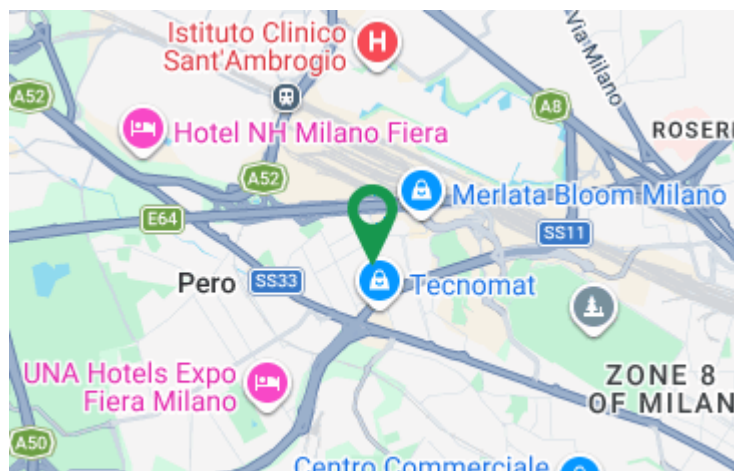 Istituto Clinico
Sant'Ambrogio
H
A52
Via Milano
A8
Hotel NH Milano Fiera
ROSERI
A52
Merlata Bloom Milano
E64
SS11
Pero
SS33
Tecnomat
UNA Hotels Expo
Fiera Milano
ZONE 8
OF MILAN
A50
Centro Commerciale